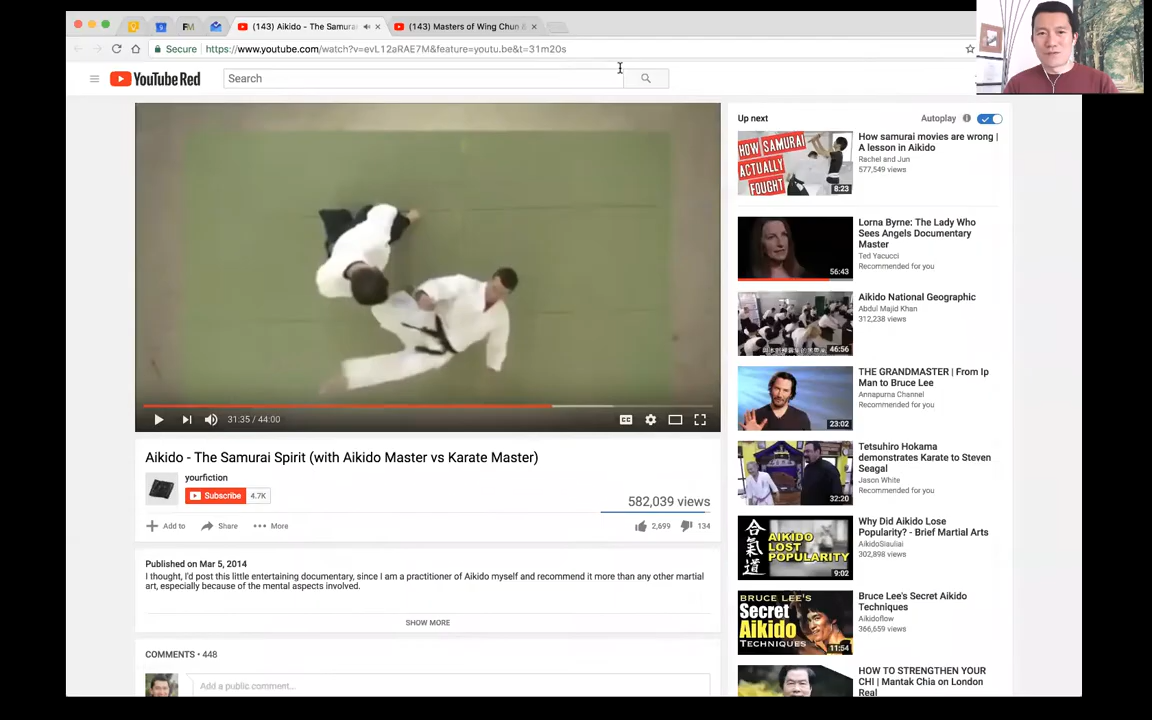 (143) Aikido - The Samurai
(143) Masters of Wing Chun &
Secure
https://www.youtube.com/watch?v=evL12aRAE7M&feature=youtu.be&t=31m20s
YouTube Red
Search
31:35 / 44:00
CC
Aikido - The Samurai Spirit (with Aikido Master vs Karate Master)
yourfiction
Subscribe 4.7K
582,039 views
Add to Share More
2,699 134
Published on Mar 5, 2014
I thought, I'd post this little entertaining documentary, since I am a practitioner of Aikido myself and recommend it more than any other martial
art, especially because of the mental aspects involved.
SHOW MORE
COMMENTS • 448
Add a public comment...
Up next
Autoplay
HOW SAMURAI
ACTUALLY
FOUGHT
8:23
How samurai movies are wrong |
A lesson in Aikido
Rachel and Jun
577,549 views
56:43
Lorna Byrne: The Lady Who
Sees Angels Documentary
Master
Ted Yacucci
Recommended for you
46:56
Aikido National Geographic
Abdul Majid Khan
312,238 views
23:02
THE GRANDMASTER | From Ip
Man to Bruce Lee
Annapurna Channel
Recommended for you
32:20
Tetsuhiro Hokama
demonstrates Karate to Steven
Seagal
Jason White
Recommended for you
合氣道
AIKIDO
LOST
POPULARITY?
9:02
Why Did Aikido Lose
Popularity? - Brief Martial Arts
AikidoSiauliai
302,898 views
BRUCE LEE'S
Secret
Aikido
TECHNIQUES
11:54
Bruce Lee's Secret Aikido
Techniques
Aikidoflow
366,659 views
HOW TO STRENGTHEN YOUR
CHI | Mantak Chia on London
Real